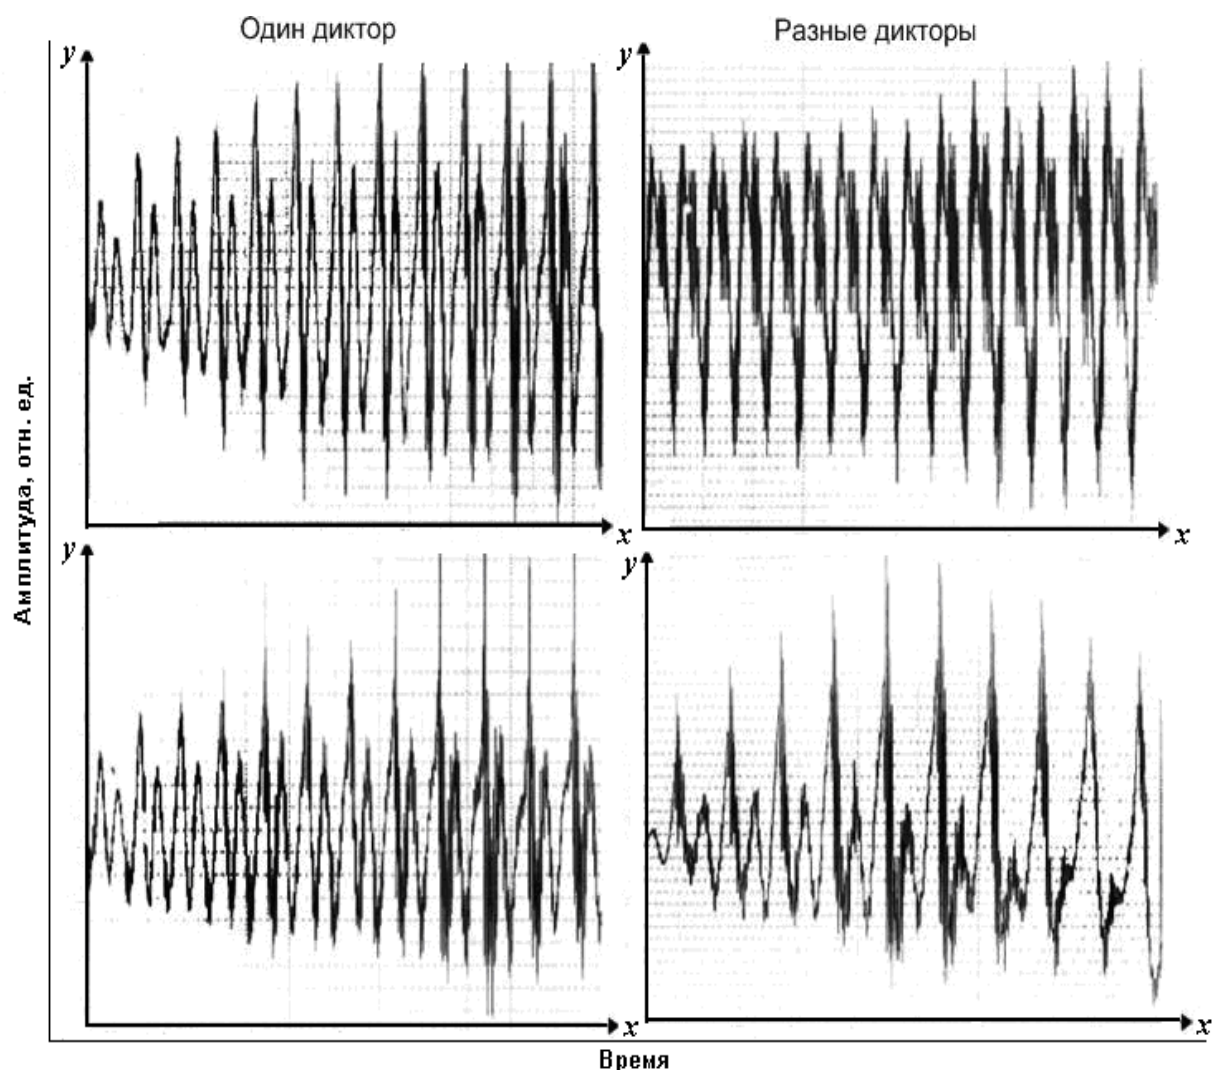 Один диктор
Разные дикторы
y
y
x
x
y
y
x
x
Амплитуда, отн. ед.
Время